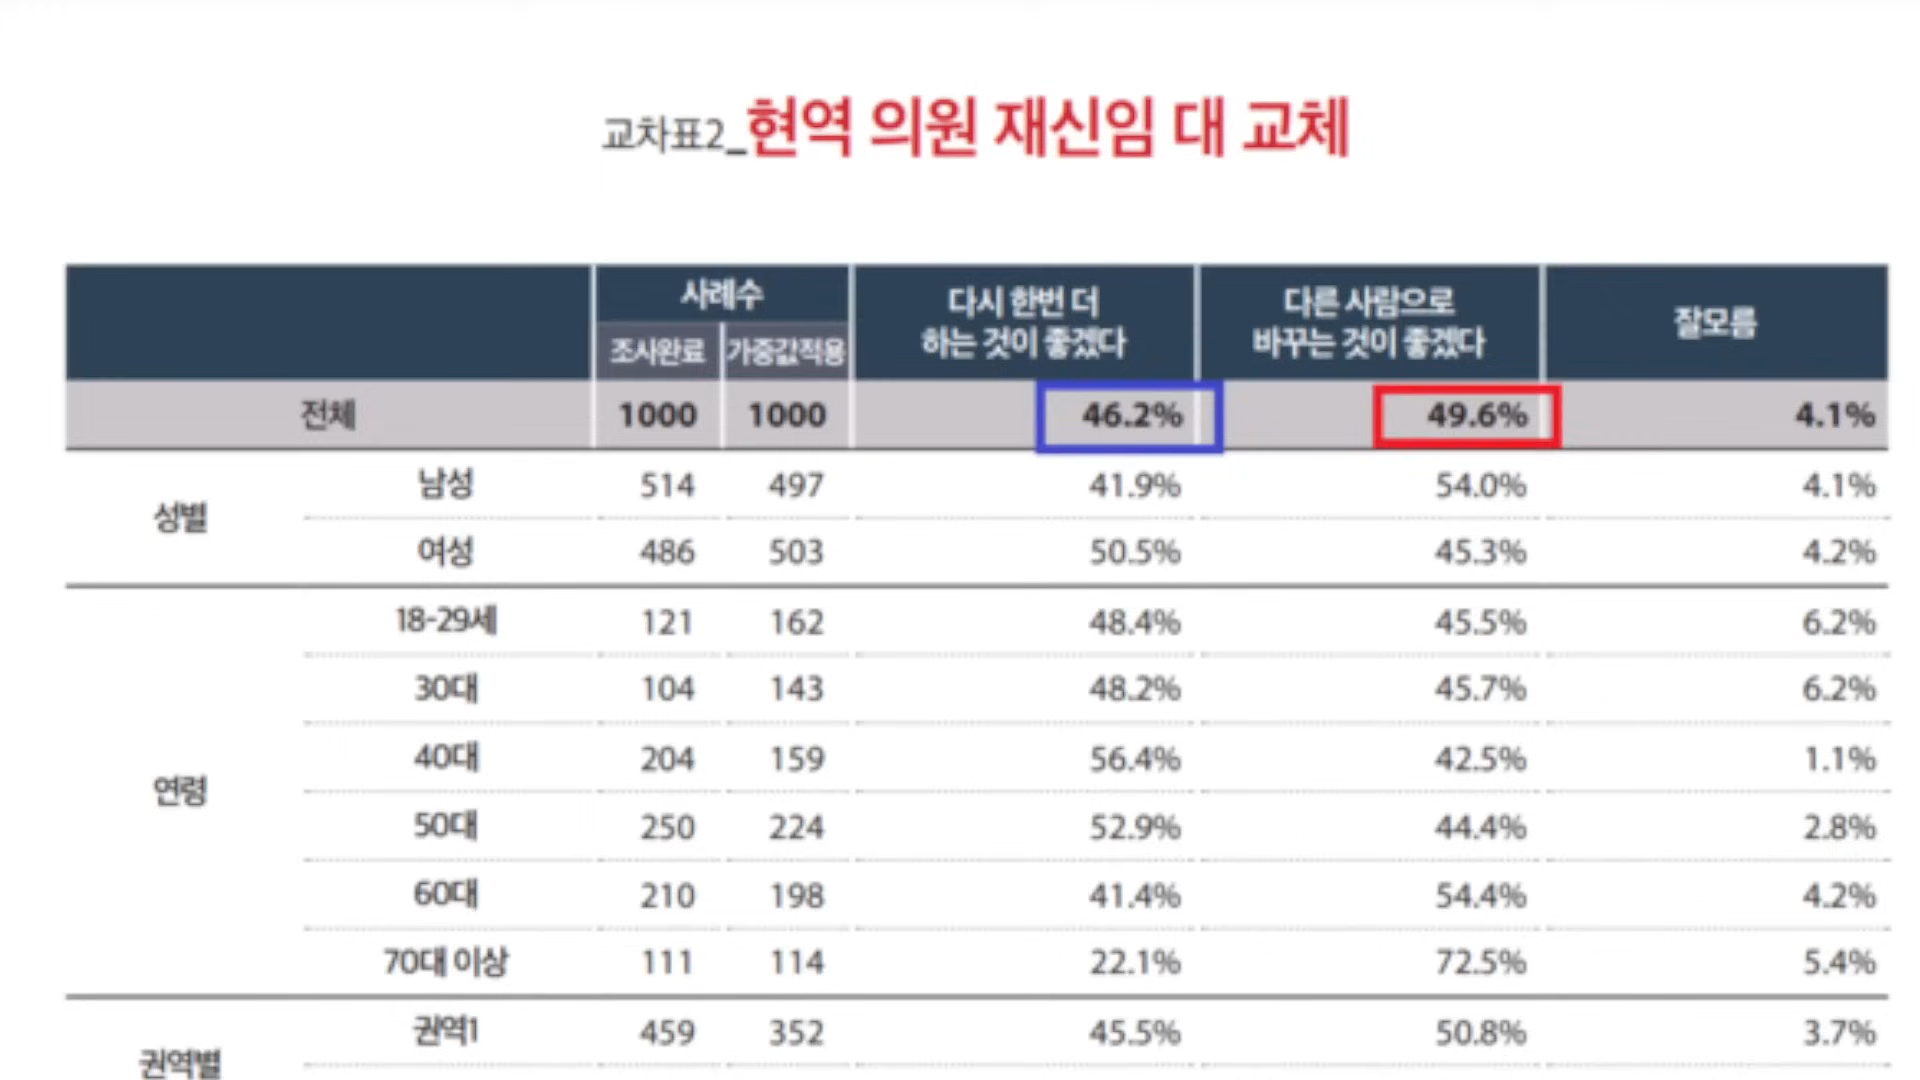 교차표2_현역 의원 재신임 대 교체
사례수 다시 한번 더 하는 것이 좋겠다 다른 사람으로 바꾸는 것이 좋겠다 잘모름
조사완료 가중값적용
전체 1000 1000 46.2% 49.6% 4.1%
성별
남성 514 497 41.9% 54.0% 4.1%
여성 486 503 50.5% 45.3% 4.2%
연령
18-29세 121 162 48.4% 45.5% 6.2%
30대 104 143 48.2% 45.7% 6.2%
40대 204 159 56.4% 42.5% 1.1%
50대 250 224 52.9% 44.4% 2.8%
60대 210 198 41.4% 54.4% 4.2%
70대 이상 111 114 22.1% 72.5% 5.4%
권역별
권역1 459 352 45.5% 50.8% 3.7%